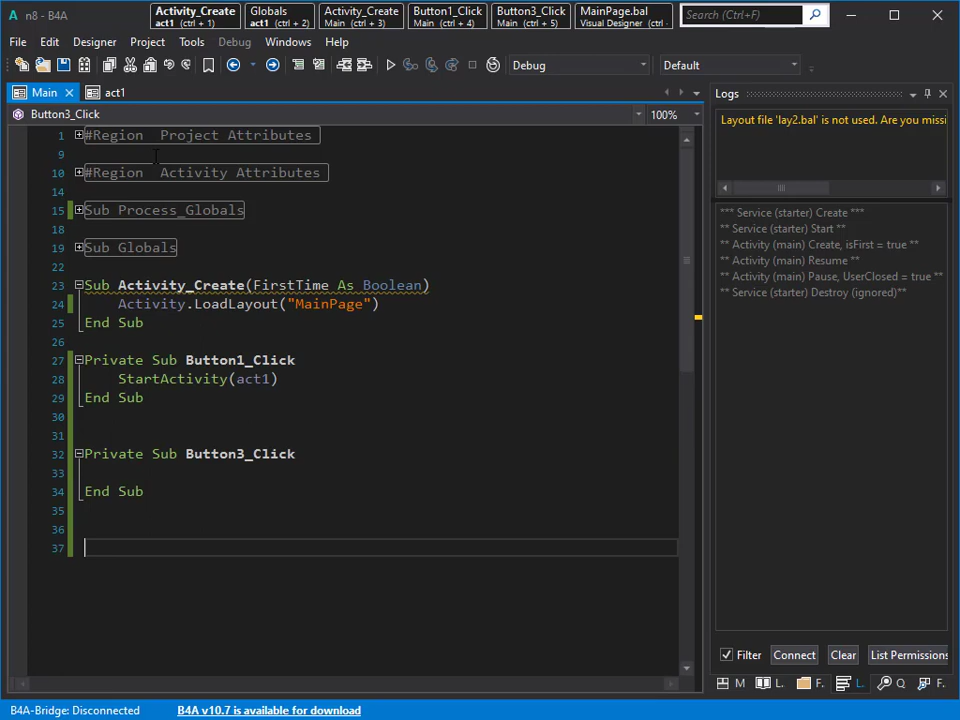 n8 - B4A
Activity_Create
act1 (ctrl + 1)
Globals
act1 (ctrl + 2)
Activity_Create
Main (ctrl + 3)
Button1_Click
Main (ctrl + 4)
Button3_Click
Main (ctrl + 5)
MainPage.bal
Visual Designer (ctrl -
Search (Ctrl+F)
File Edit Designer Project Tools Debug Windows Help
Debug Default
Main act1
Button3_Click 100%
1 #Region Project Attributes
9
10 #Region Activity Attributes
14
15 Sub Process_Globals
18
19 Sub Globals
22
23 Sub Activity_Create(FirstTime As Boolean)
24 Activity.LoadLayout("MainPage")
25 End Sub
26
27 Private Sub Button1_Click
28 StartActivity(act1)
29 End Sub
30
31
32 Private Sub Button3_Click
33
34 End Sub
35
36
37
Logs
Layout file 'lay2.bal' is not used. Are you missi
*** Service (starter) Create ***
** Service (starter) Start **
** Activity (main) Create, isFirst = true **
** Activity (main) Resume **
** Activity (main) Pause, UserClosed = true **
** Service (starter) Destroy (ignored)**
Filter Connect Clear List Permissions
M L. F. L. Q F.
B4A-Bridge: Disconnected B4A v10.7 is available for download